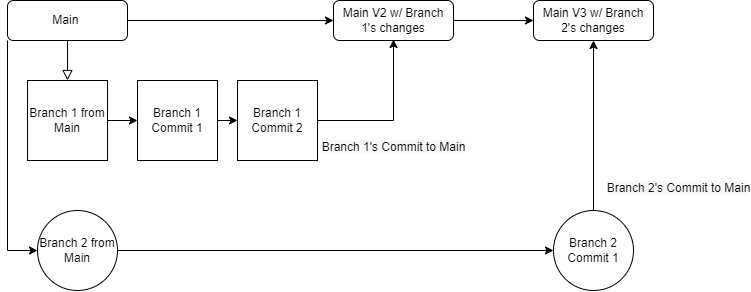 Main
Main V2 w/ Branch
1's changes
Main V3 w/ Branch
2's changes
Branch 1 from
Main
Branch 1
Commit 1
Branch 1
Commit 2
Branch 1's Commit to Main
Branch 2's Commit to Main
Branch 2 from
Main
Branch 2
Commit 1